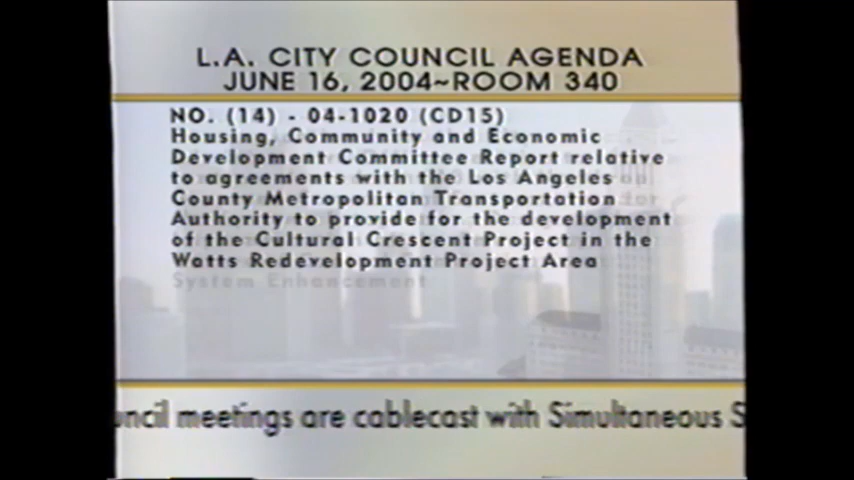 L.A. CITY COUNCIL AGENDA
JUNE 16, 2004~ROOM 340
NO. (14) - 04-1020 (CD15)
Housing, Community and Economic
Development Committee Report relative
to agreements with the Los Angeles
County Metropolitan Transportation
Authority to provide for the development
of the Cultural Crescent Project in the
Watts Redevelopment Project Area
System Enhancement
uncil meetings are cablecast with Simultaneous S